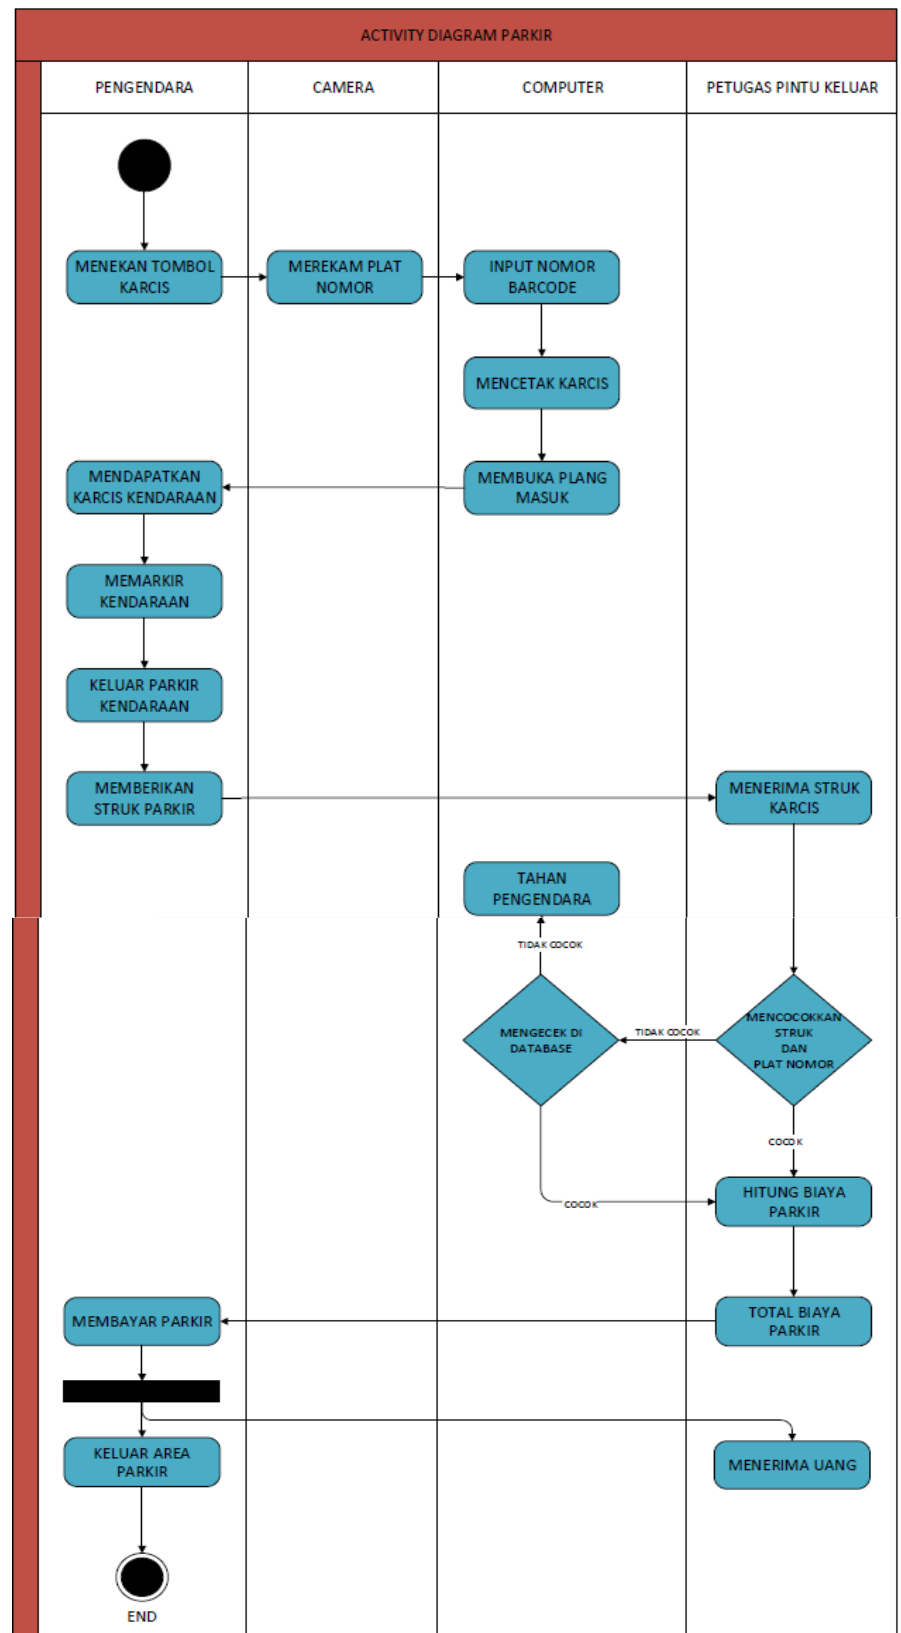 ACTIVITY DIAGRAM PARKIR
PENGENDARA
CAMERA
COMPUTER
PETUGAS PINTU KELUAR
MENEKAN TOMBOL
KARCIS
MEREKAM PLAT
NOMOR
INPUT NOMOR
BARCODE
MENCETAK KARCIS
MEMBUKA PLANG
MASUK
MENDAPATKAN
KARCIS KENDARAAN
MEMARKIR
KENDARAAN
KELUAR PARKIR
KENDARAAN
MEMBERIKAN
STRUK PARKIR
MENERIMA STRUK
KARCIS
TAHAN
PENGENDARA
TIDAK COCOK
MENCOCOKKAN
STRUK
DAN
PLAT NOMOR
TIDAK COCOK
MENGECEK DI
DATABASE
COCOK
COCOK
HITUNG BIAYA
PARKIR
TOTAL BIAYA
PARKIR
MEMBAYAR PARKIR
KELUAR AREA
PARKIR
MENERIMA UANG
END